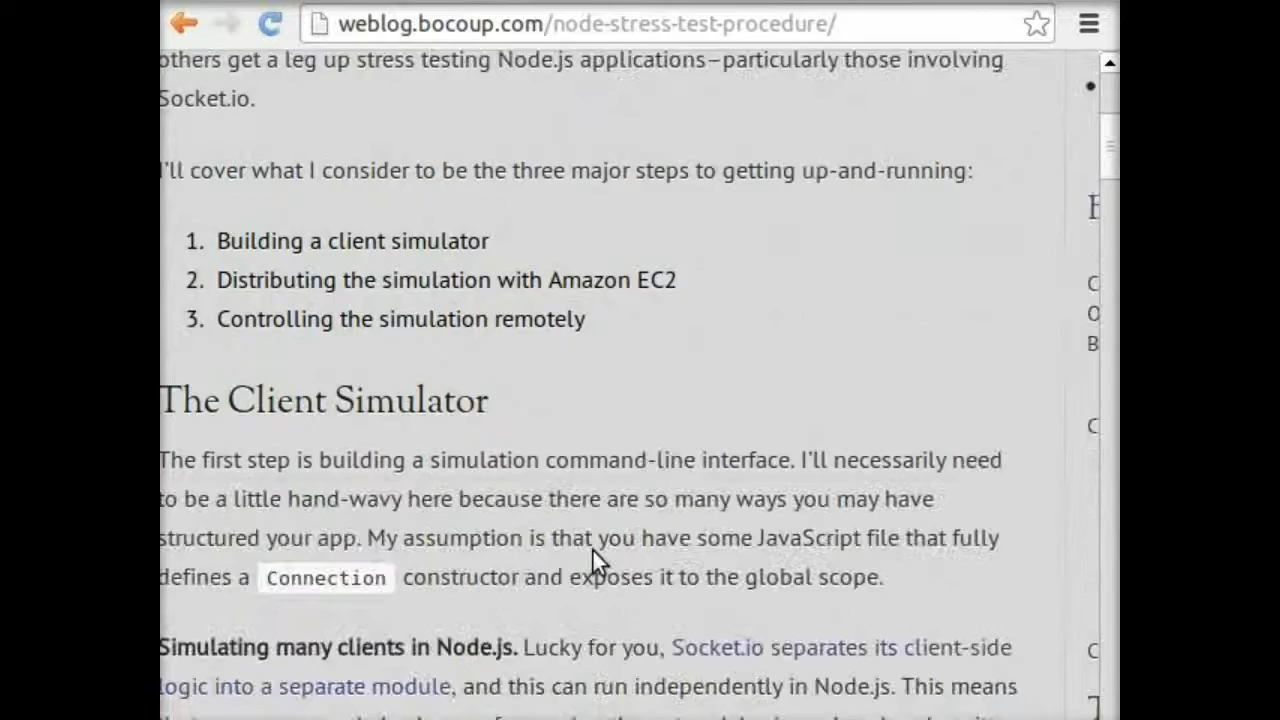 weblog.bocoup.com/node-stress-test-procedure/
others get a leg up stress testing Node.js applications–particularly those involving
Socket.io.
I'll cover what I consider to be the three major steps to getting up-and-running:
1. Building a client simulator
2. Distributing the simulation with Amazon EC2
3. Controlling the simulation remotely
The Client Simulator
The first step is building a simulation command-line interface. I'll necessarily need
to be a little hand-wavy here because there are so many ways you may have
structured your app. My assumption is that you have some JavaScript file that fully
defines a Connection constructor and exposes it to the global scope.
Simulating many clients in Node.js. Lucky for you, Socket.io separates its client-side
logic into a separate module, and this can run independently in Node.js. This means